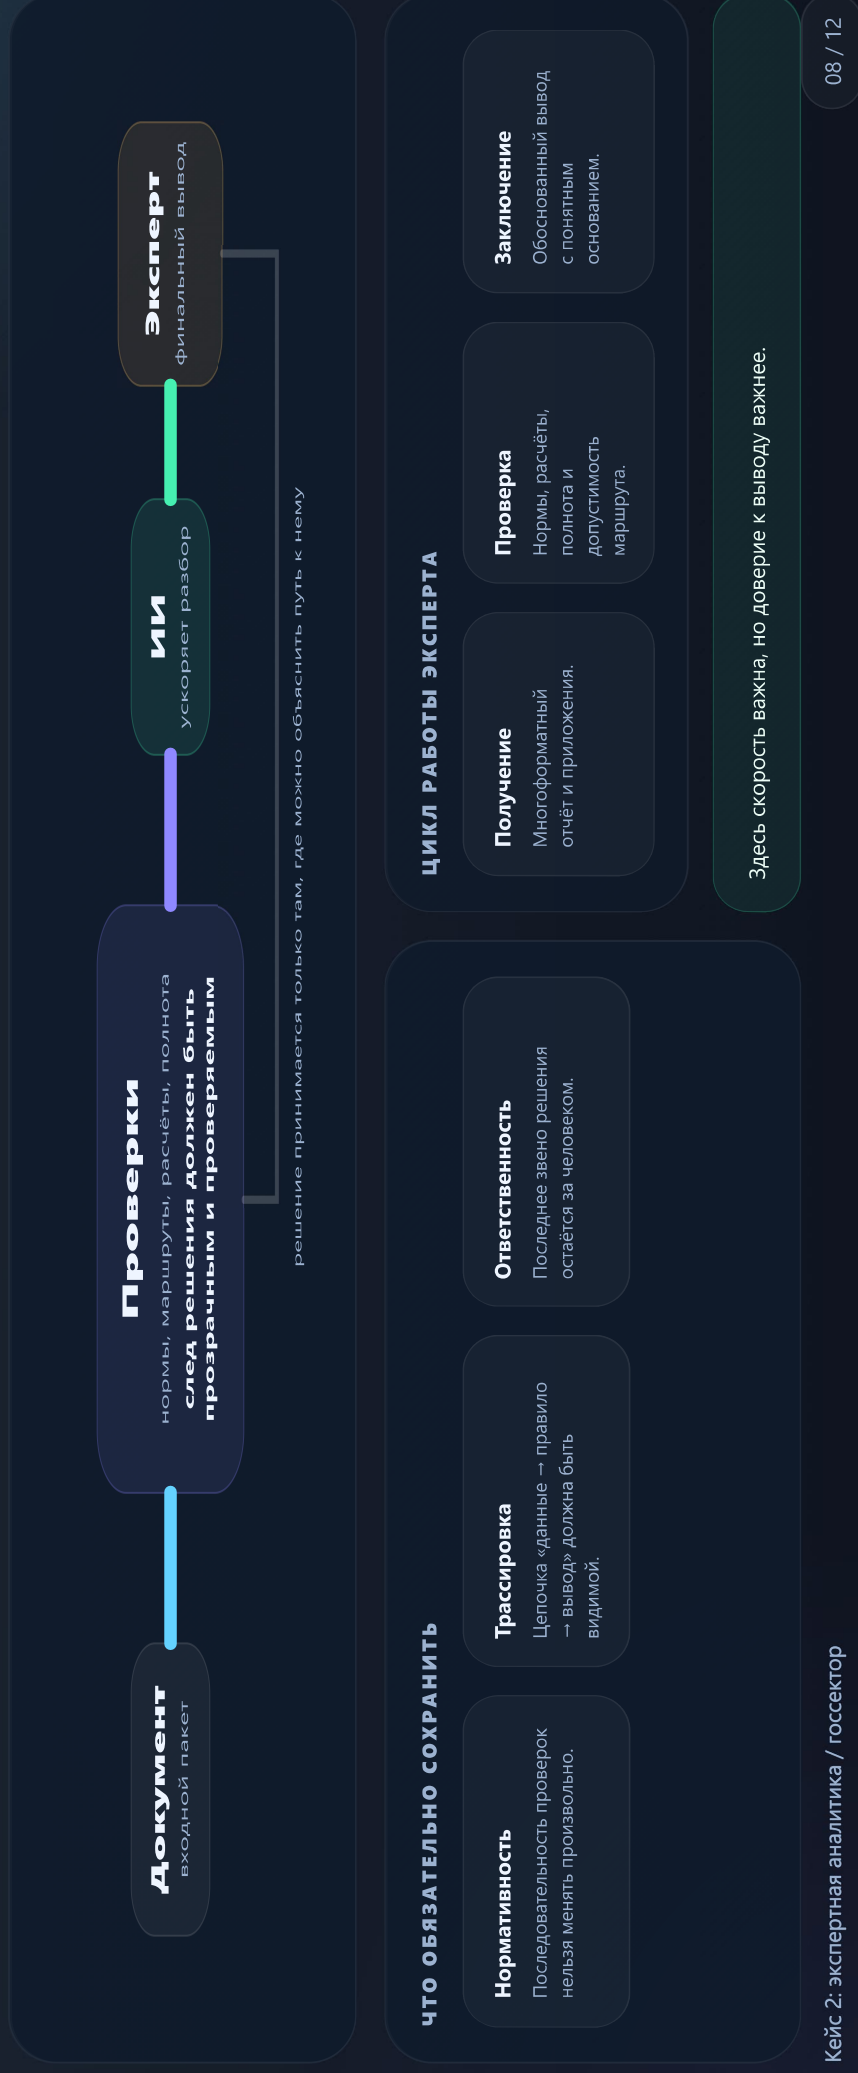 Документ
входной пакет
Проверки
нормы, маршруты, расчёты, полнота
след решения должен быть
прозрачным и проверяемым
ИИ
ускоряет разбор
Эксперт
финальный вывод
решение принимается только там, где можно объяснить путь к нему
ЧТО ОБЯЗАТЕЛЬНО СОХРАНИТЬ
Нормативность
Последовательность проверок
нельзя менять произвольно.
Трассировка
Цепочка «данные → правило
→ вывод» должна быть
видимой.
Ответственность
Последнее звено решения
остаётся за человеком.
ЦИКЛ РАБОТЫ ЭКСПЕРТА
Получение
Многоформатный
отчёт и приложения.
Проверка
Нормы, расчёты,
полнота и
допустимость
маршрута.
Заключение
Обоснованный вывод
с понятным
основанием.
Здесь скорость важна, но доверие к выводу важнее.
Кейс 2: экспертная аналитика / госсектор
08 / 12